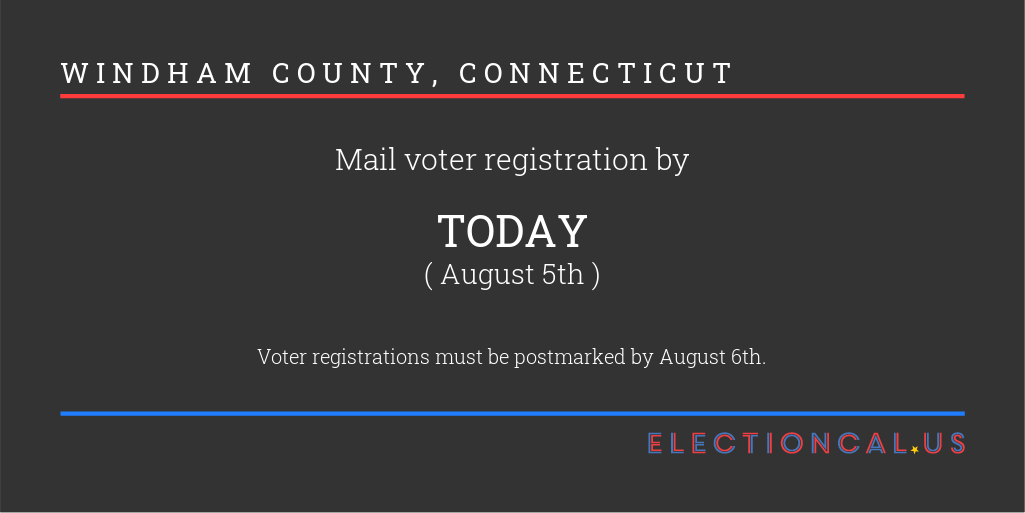 WINDHAM COUNTY, CONNECTICUT
Mail voter registration by
TODAY
( August 5th )
Voter registrations must be postmarked by August 6th.
ELECTIONCAL.US